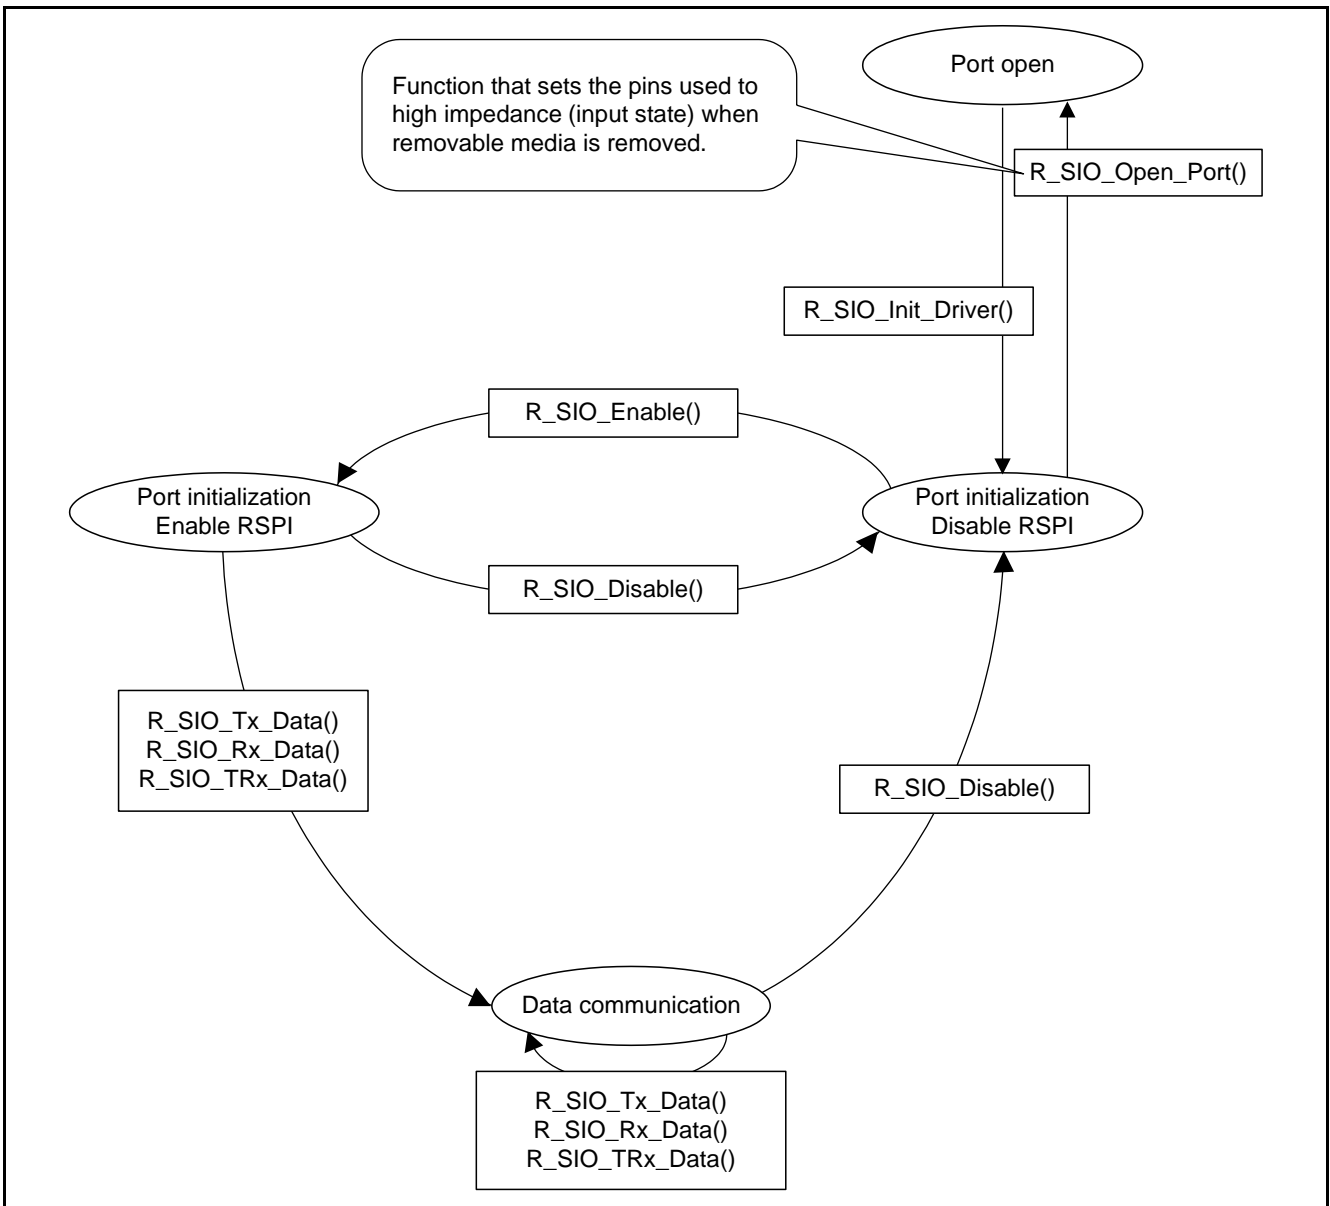 Port open
Function that sets the pins used to
high impedance (input state) when
removable media is removed.
R_SIO_Open_Port()
R_SIO_Init_Driver()
R_SIO_Enable()
Port initialization
Enable RSPI
Port initialization
Disable RSPI
R_SIO_Disable()
R_SIO_Tx_Data()
R_SIO_Rx_Data()
R_SIO_TRx_Data()
R_SIO_Disable()
Data communication
R_SIO_Tx_Data()
R_SIO_Rx_Data()
R_SIO_TRx_Data()